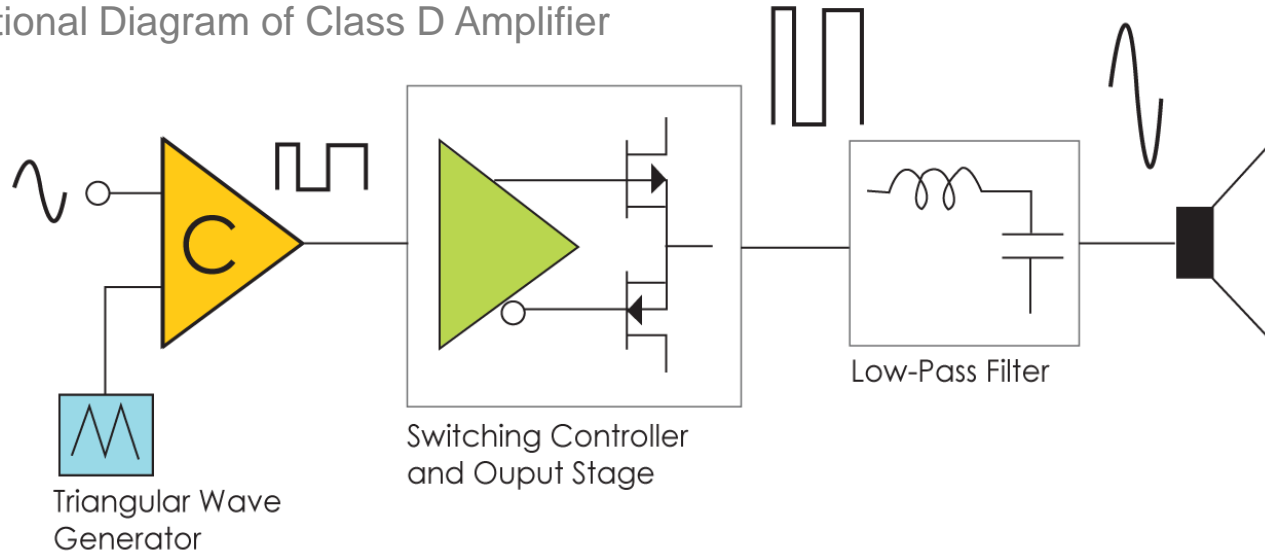 tional Diagram of Class D Amplifier
C
Low-Pass Filter
Switching Controller
and Ouput Stage
Triangular Wave
Generator